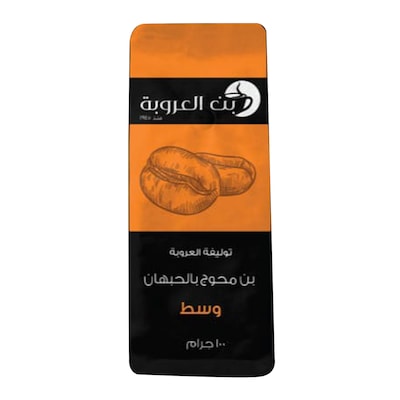 بن العروبة
توليفة العروبة
بن محوج بالحبهان
وسط
١٠٠ جرام